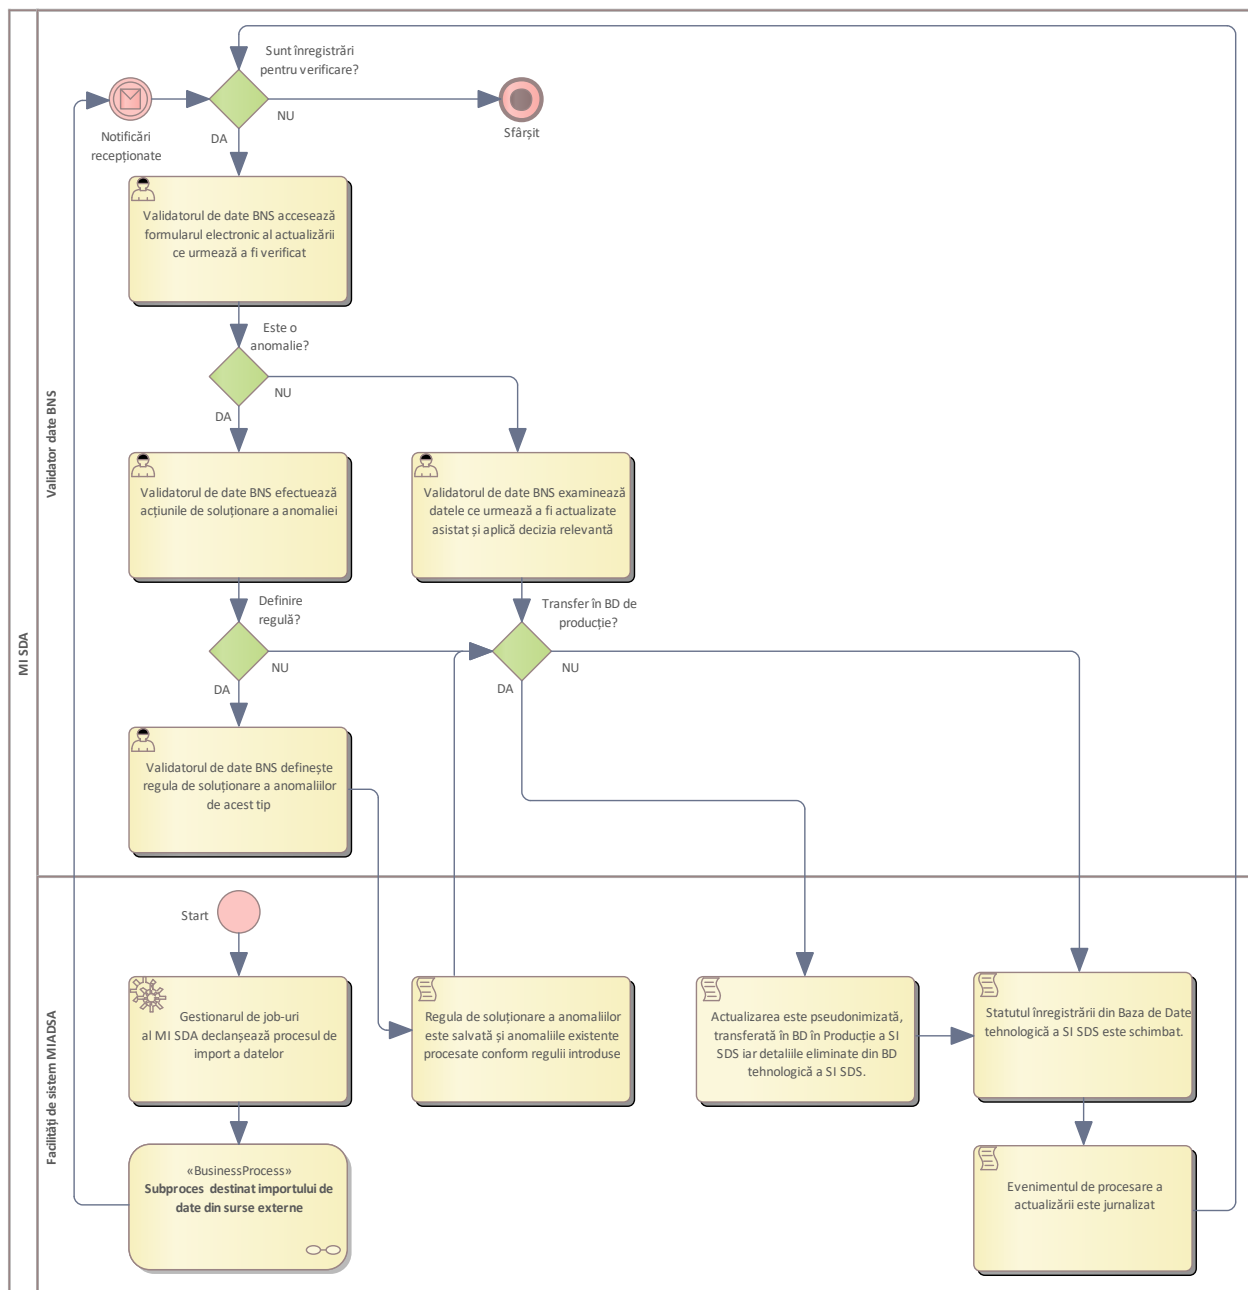 MI SDA
Validator date BNS
Sunt înregistrări
pentru verificare?
NU
DA
Notificări
recepționate
Sfârșit
Validatorul de date BNS accesează
formularul electronic al actualizării
ce urmează a fi verificat
Este o
anomalie?
NU
DA
Validatorul de date BNS efectuează
acțiunile de soluționare a anomaliei
Validatorul de date BNS examinează
datele ce urmează a fi actualizate
asistat și aplică decizia relevantă
Definire
regulă?
NU
DA
Transfer în BD de
producție?
NU
DA
Validatorul de date BNS definește
regula de soluționare a anomaliilor
de acest tip
Facilități de sistem MIADSA
Start
Gestionarul de job-uri
al MI SDA declanșează procesul de
import a datelor
Regula de soluționare a anomaliilor
este salvată și anomaliile existente
procesate conform regulii introduse
Actualizarea este pseudonimizată,
transferată în BD în Producție a SI
SDS iar detaliile eliminate din BD
tehnologică a SI SDS.
Statutul înregistrării din Baza de Date
tehnologică a SI SDS este schimbat.
«BusinessProcess»
Subproces destinat importului de
date din surse externe
Evenimentul de procesare a
actualizării este jurnalizat